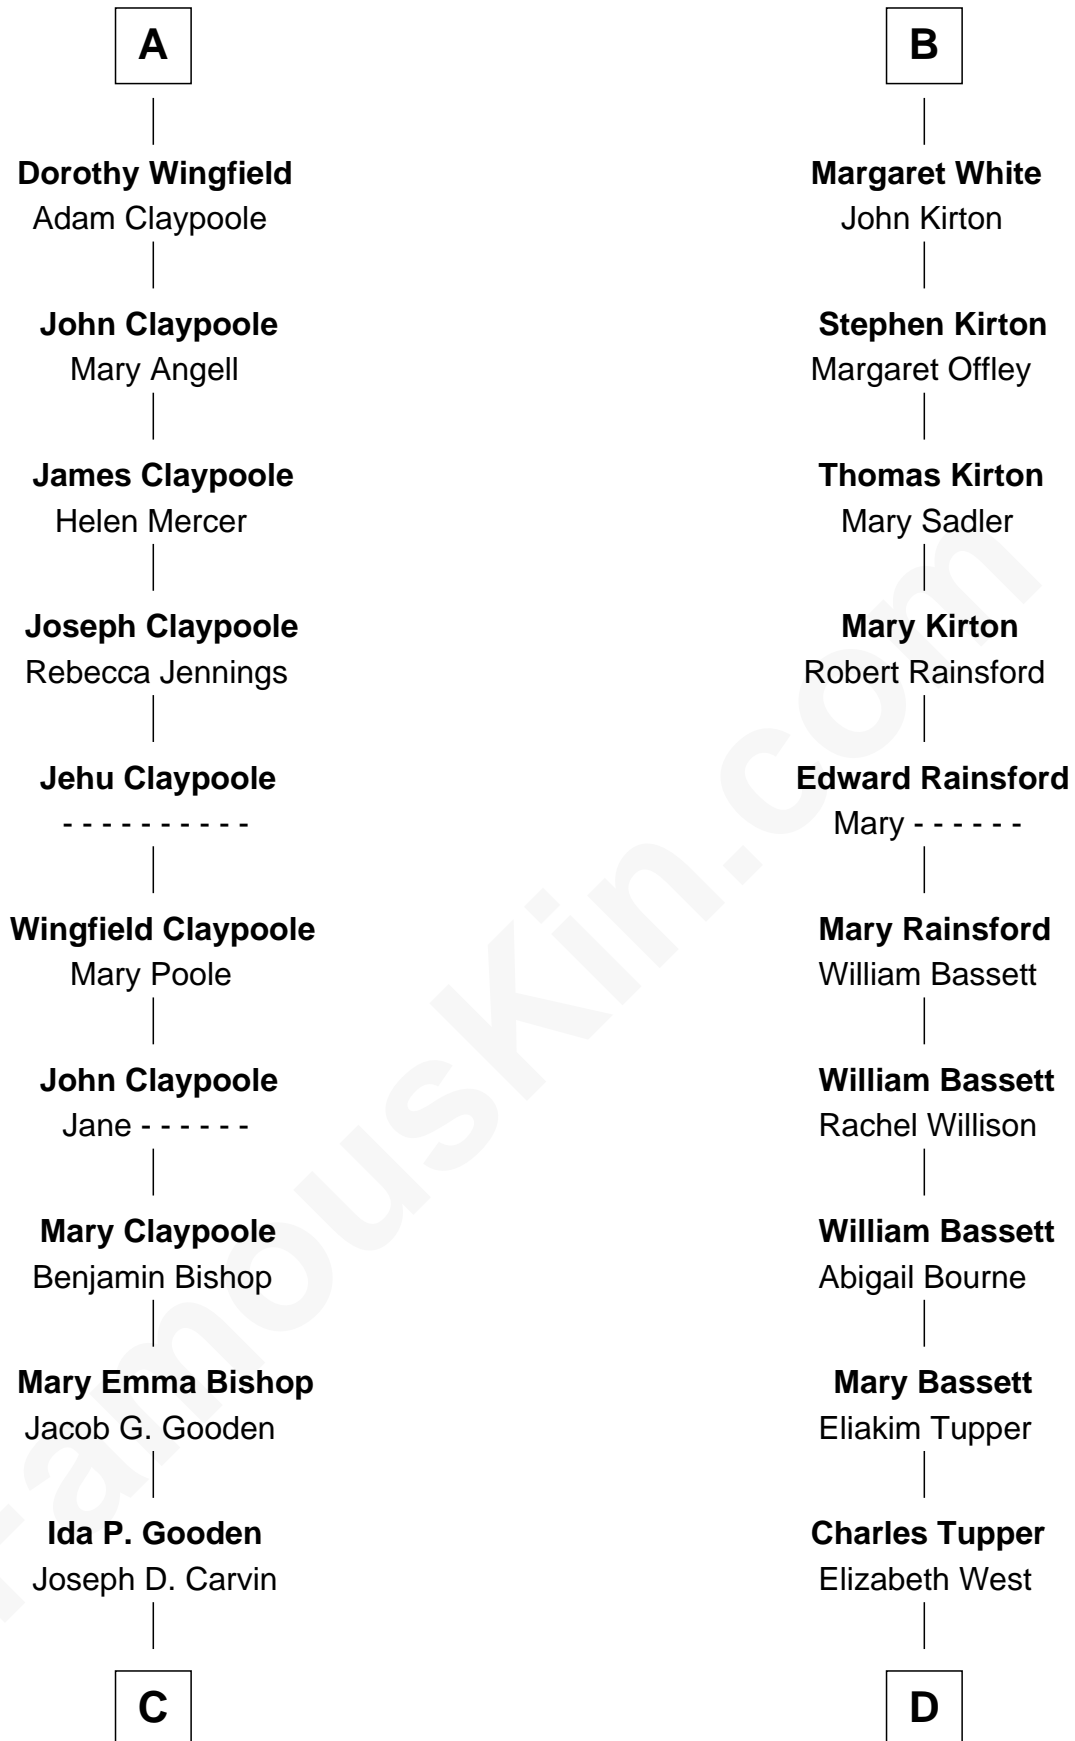 A
Dorothy Wingfield
Adam Claypoole
John Claypoole
Mary Angell
James Claypoole
Helen Mercer
Joseph Claypoole
Rebecca Jennings
Jehu Claypoole
- - - - - - - - - -
Wingfield Claypoole
Mary Poole
John Claypoole
Jane - - - - - -
Mary Claypoole
Benjamin Bishop
Mary Emma Bishop
Jacob G. Gooden
Ida P. Gooden
Joseph D. Carvin
C
B
Margaret White
John Kirton
Stephen Kirton
Margaret Offley
Thomas Kirton
Mary Sadler
Mary Kirton
Robert Rainsford
Edward Rainsford
Mary - - - - - -
Mary Rainsford
William Bassett
William Bassett
Rachel Willison
William Bassett
Abigail Bourne
Mary Bassett
Eliakim Tupper
Charles Tupper
Elizabeth West
D
FamousKin.com